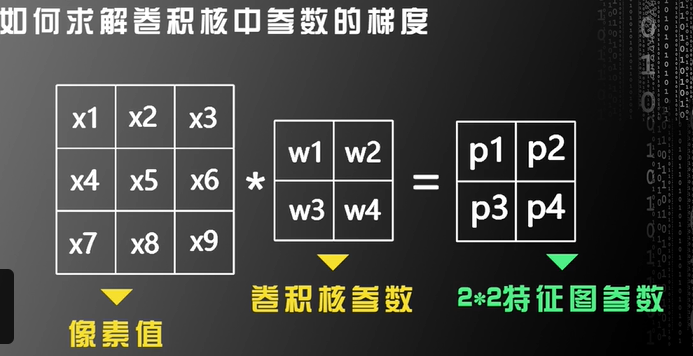 如何求解卷积核中参数的梯度
x1 x2 x3
x4 x5 x6
x7 x8 x9
*
w1 w2
w3 w4
=
p1 p2
p3 p4
像素值
卷积核参数
2*2特征图参数